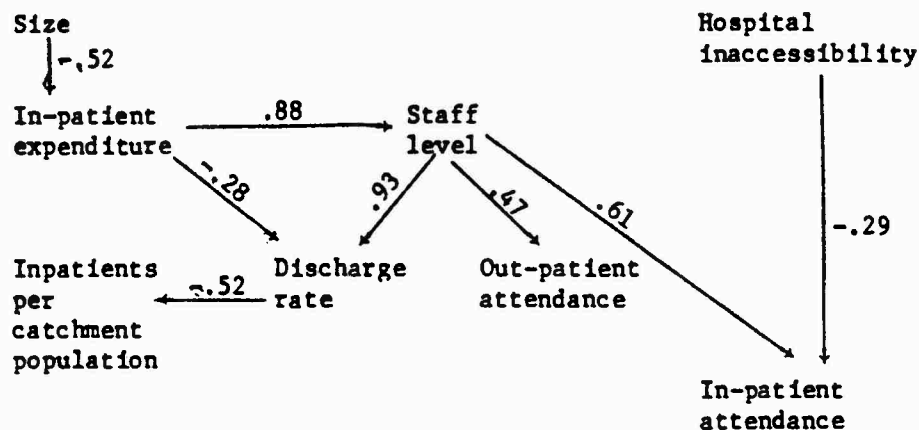 Size
-.52
Hospital
inaccessibility
In-patient
expenditure
.88
Staff
level
-.28
.93
.47
.61
-.29
Inpatients
per
catchment
population
-.52
Discharge
rate
Out-patient
attendance
In-patient
attendance